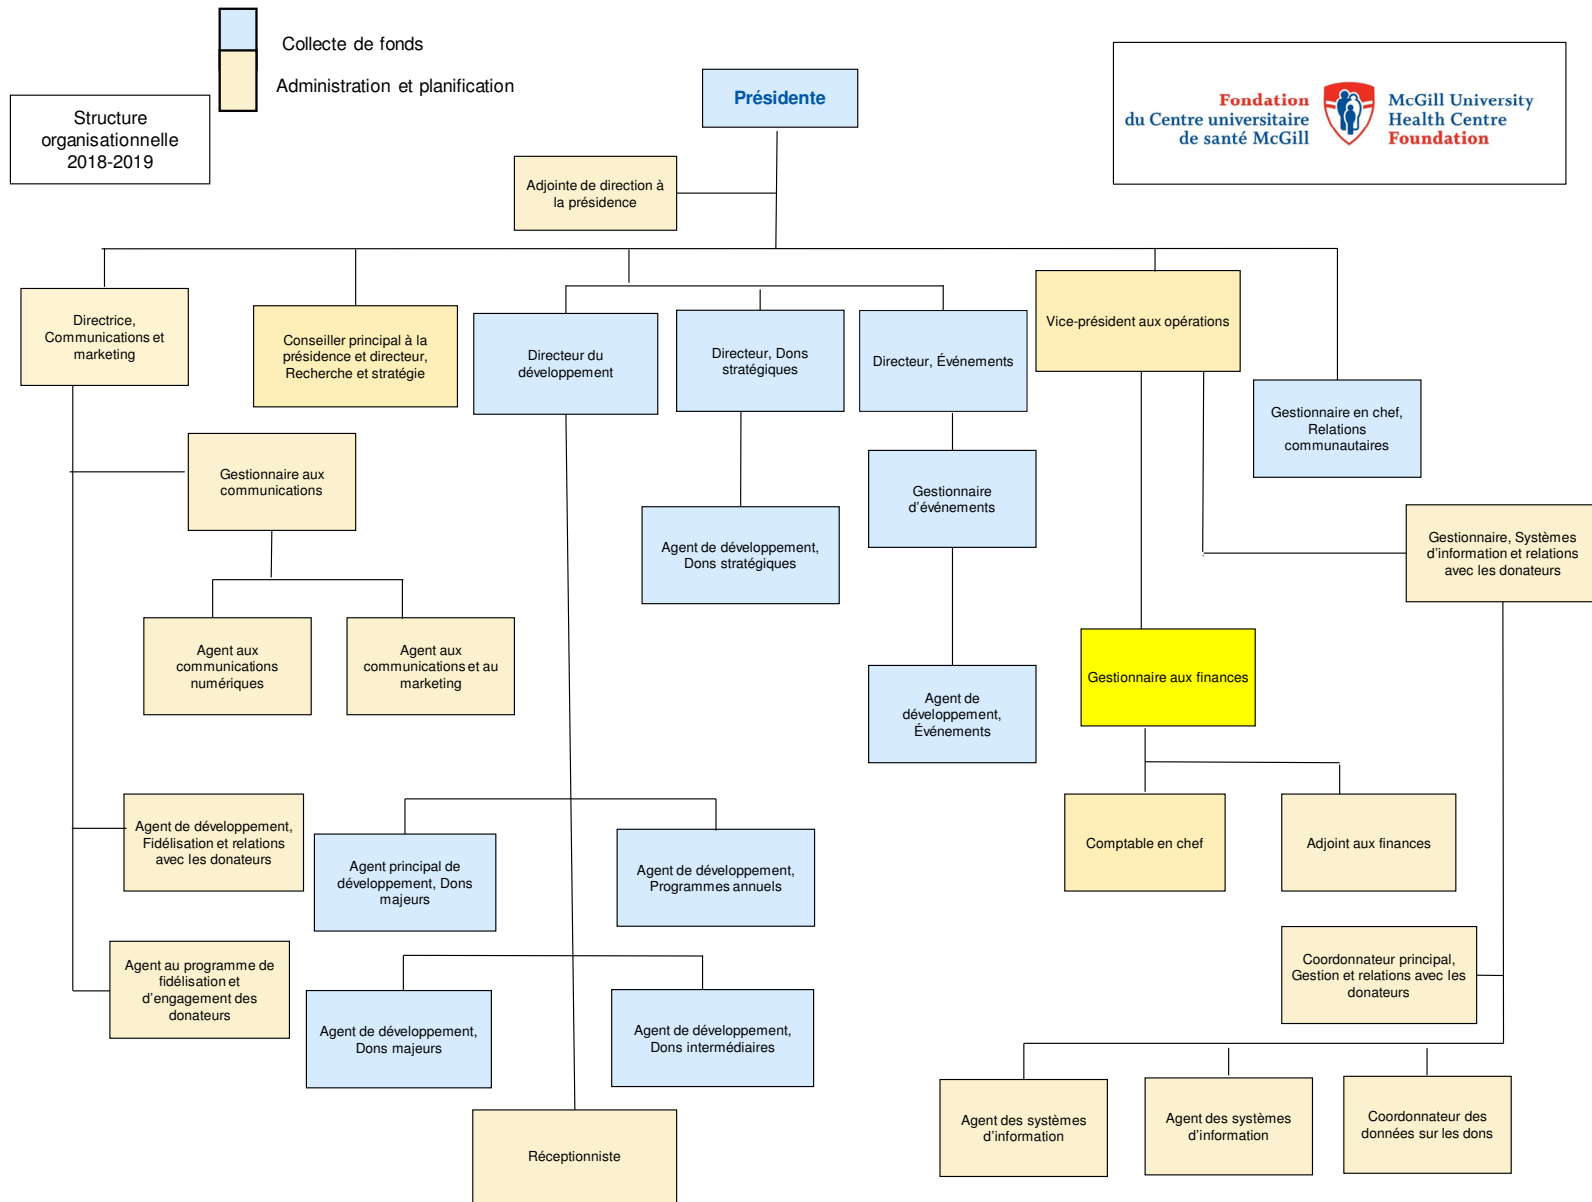 Collecte de fonds
Administration et planification
Structure
organisationnelle
2018-2019
Présidente
Fondation
du Centre universitaire
de santé McGill
McGill University
Health Centre
Foundation
Adjointe de direction à
la présidence
Directrice,
Communications et
marketing
Conseiller principal à la
présidence et directeur,
Recherche et stratégie
Directeur du
développement
Directeur, Dons
stratégiques
Directeur, Événements
Vice-président aux opérations
Gestionnaire en chef,
Relations
communautaires
Gestionnaire aux
communications
Agent de développement,
Dons stratégiques
Gestionnaire
d'événements
Gestionnaire, Systèmes
d'information et relations
avec les donateurs
Agent aux
communications
numériques
Agent aux
communications et au
marketing
Agent de
développement,
Événements
Gestionnaire aux finances
Agent de développement,
Fidélisation et relations
avec les donateurs
Agent principal de
développement, Dons
majeurs
Agent de développement,
Programmes annuels
Comptable en chef
Adjoint aux finances
Agent au programme de
fidélisation et
d'engagement des
donateurs
Agent de développement,
Dons majeurs
Agent de développement,
Dons intermédiaires
Coordonnateur principal,
Gestion et relations avec les
donateurs
Réceptionniste
Agent des systèmes
d'information
Agent des systèmes
d'information
Coordonnateur des
données sur les dons